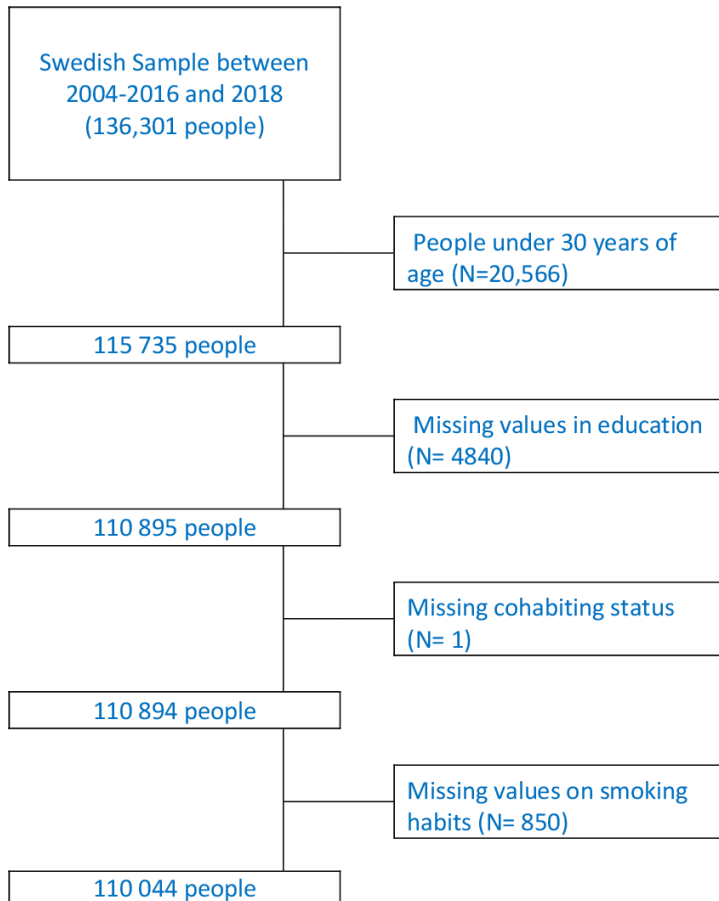 Swedish Sample between
2004-2016 and 2018
(136,301 people)
People under 30 years of
age (N=20,566)
115 735 people
Missing values in education
(N= 4840)
110 895 people
Missing cohabiting status
(N= 1)
110 894 people
Missing values on smoking
habits (N= 850)
110 044 people